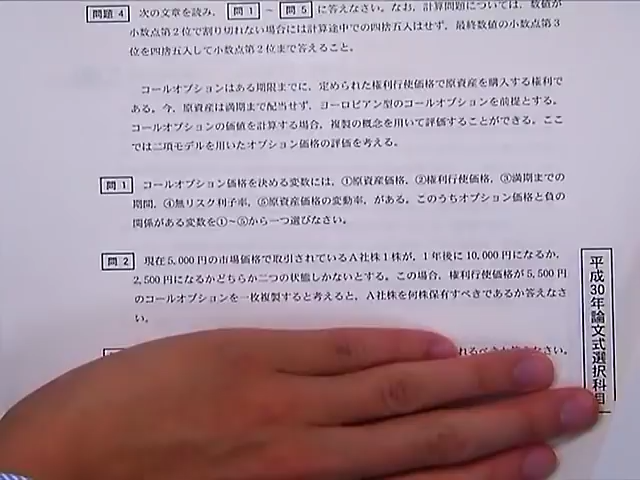 問題 4 次の文章を読み, 問 1 ~ 問 5 に答えなさい。なお, 計算問題については, 数値が
小数点第2位で割り切れない場合には計算途中での四捨五入はせず, 最終数値の小数点第3
位を四捨五入して小数点第2位まで答えること。
コールオプションはある期限までに, 定められた権利行使価格で原資産を購入する権利で
ある。今, 原資産は満期まで配当せず, ヨーロピアン型のコールオプションを前提とする。
コールオプションの価値を計算する場合, 複製の概念を用いて評価することができる。ここ
では二項モデルを用いたオプション価格の評価を考える。
問 1 コールオプション価格を決める変数には, ①原資産価格, ②権利行使価格, ③満期までの
期間, ④無リスク利子率, ⑤原資産価格の変動率, がある。このうちオプション価格と負の
関係がある変数を①~⑤から一つ選びなさい。
問 2 現在5,000円の市場価格で取引されているA社株1株が, 1年後に10,000円になるか,
2,500円になるかどちらか二つの状態しかないとする。この場合, 権利行使価格が5,500円
のコールオプションを一枚複製すると考えると, A社株を何株保有すべきであるか答えなさ
い。
平成30年論文式選択科目